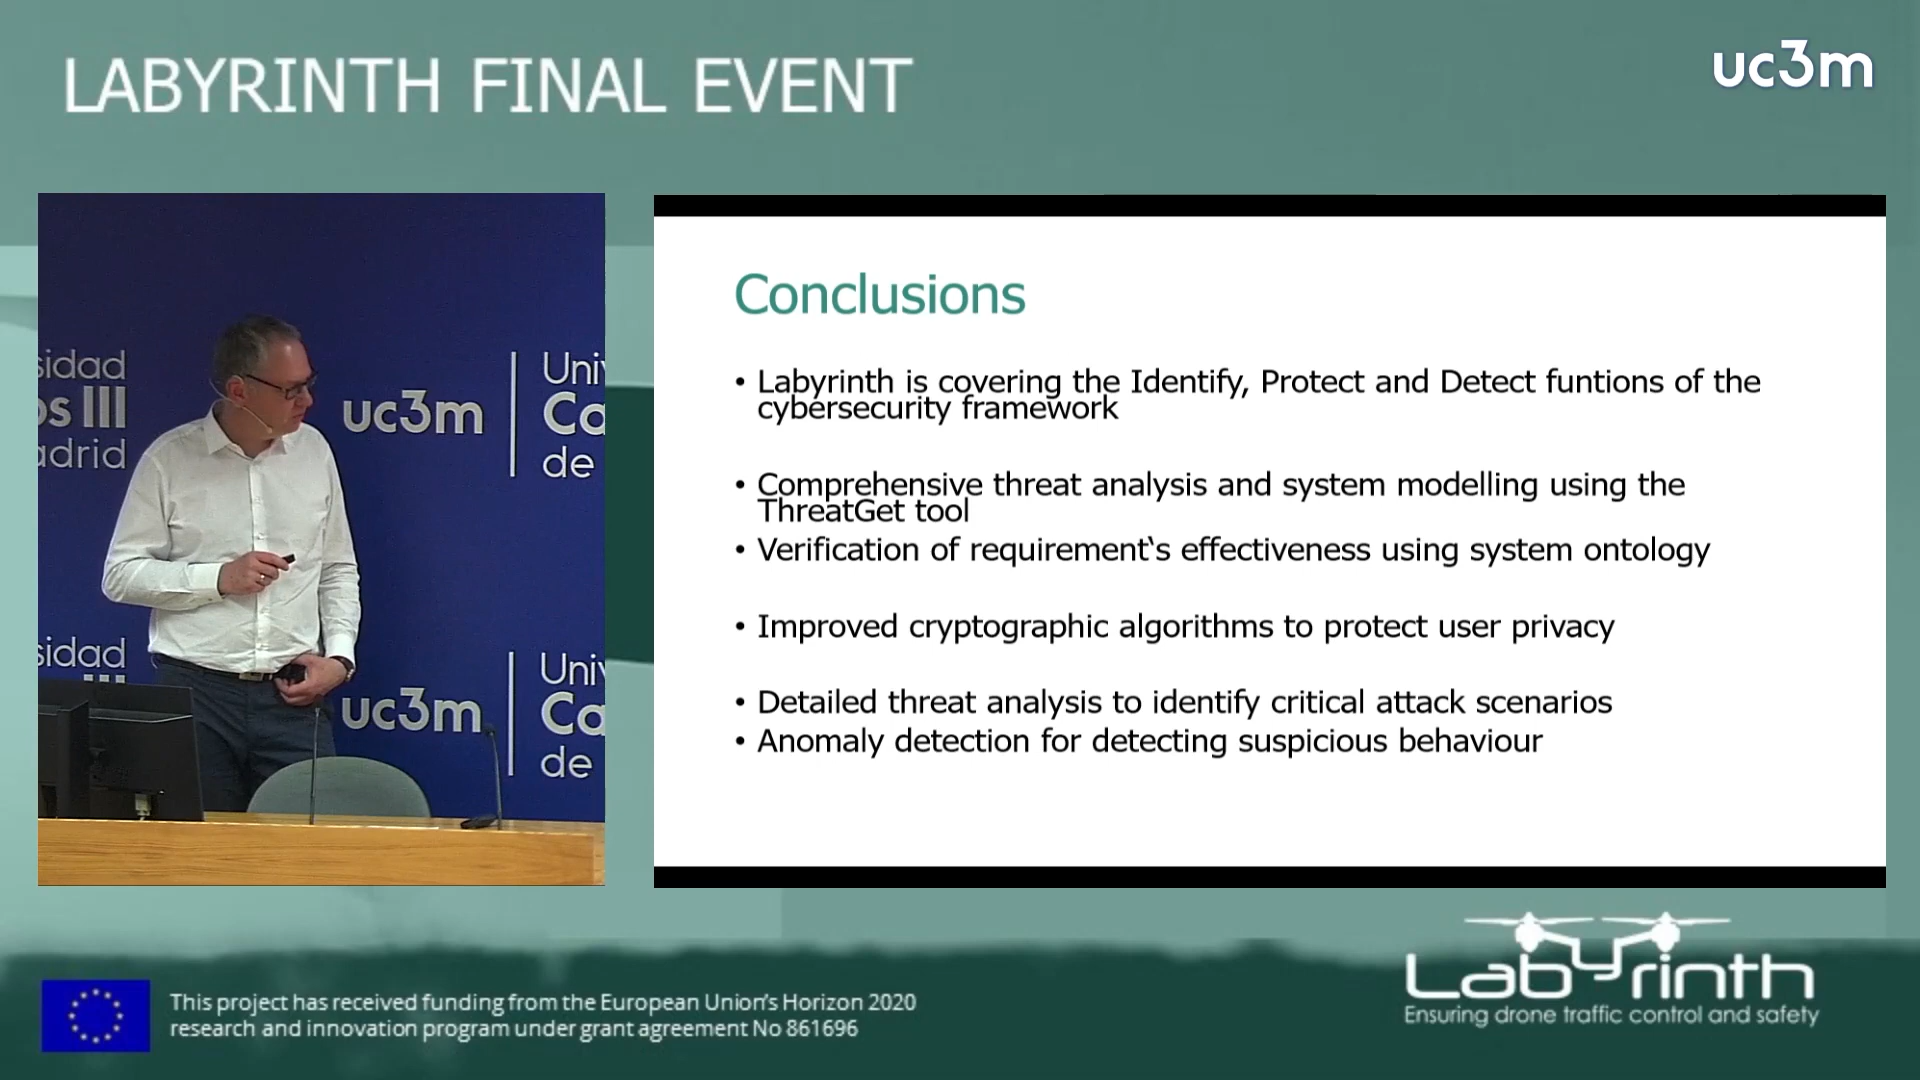 LABYRINTH FINAL EVENT
uc3m
sidad
os III
adrid
uc3m
Uni
Ca
de
sidad
uc3m
Uni
Ca
de
Conclusions
• Labyrinth is covering the Identify, Protect and Detect funtions of the
cybersecurity framework
• Comprehensive threat analysis and system modelling using the
ThreatGet tool
• Verification of requirement‘s effectiveness using system ontology
• Improved cryptographic algorithms to protect user privacy
• Detailed threat analysis to identify critical attack scenarios
• Anomaly detection for detecting suspicious behaviour
This project has received funding from the European Union's Horizon 2020
research and innovation program under grant agreement No 861696
Labyrinth
Ensuring drone traffic control and safety